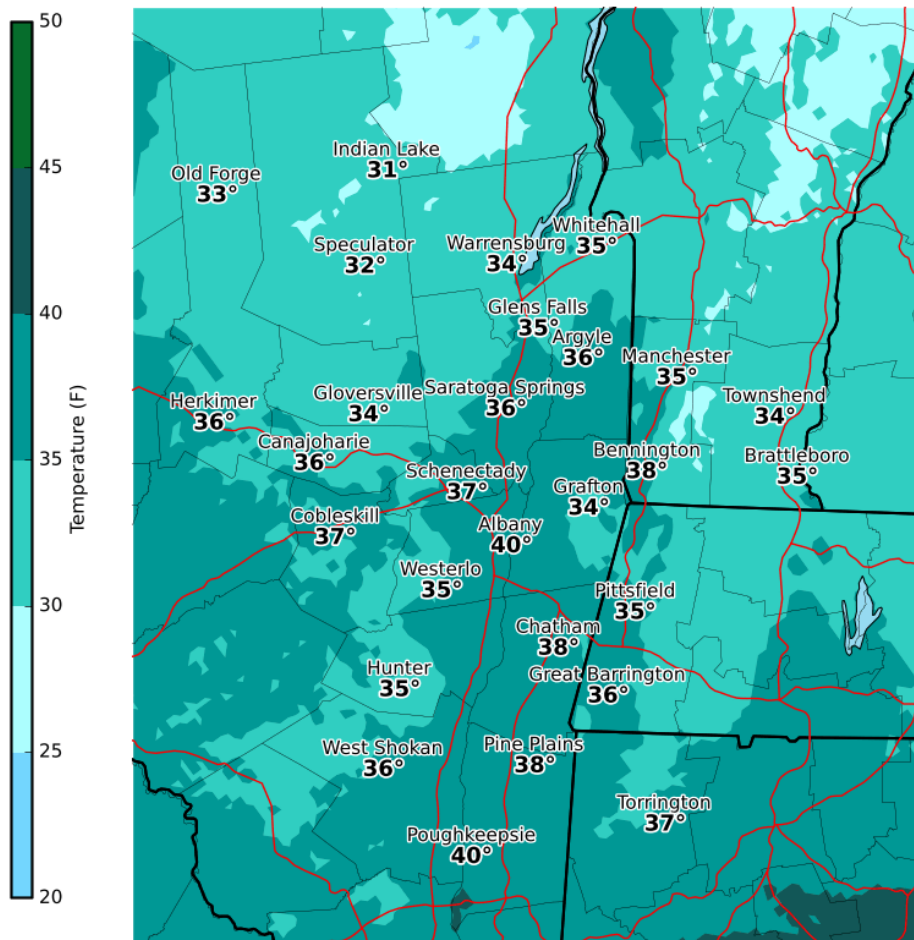 50
45
40
35
30
25
20
Temperature (F)
Indian Lake
31°
Old Forge
33°
Whitehall
35°
Speculator
32°
Warrensburg
34°
Glens Falls
35°
Argyle
36°
Manchester
35°
Saratoga Springs
36°
Gloversville
34°
Townshend
34°
Herkimer
36°
Canajoharie
36°
Bennington
38°
Brattleboro
35°
Schenectady
37°
Grafton
34°
Cobleskill
37°
Albany
40°
Westerlo
35°
Pittsfield
35°
Chatham
38°
Hunter
35°
Great Barrington
36°
West Shokan
36°
Pine Plains
38°
Torrington
37°
Poughkeepsie
40°